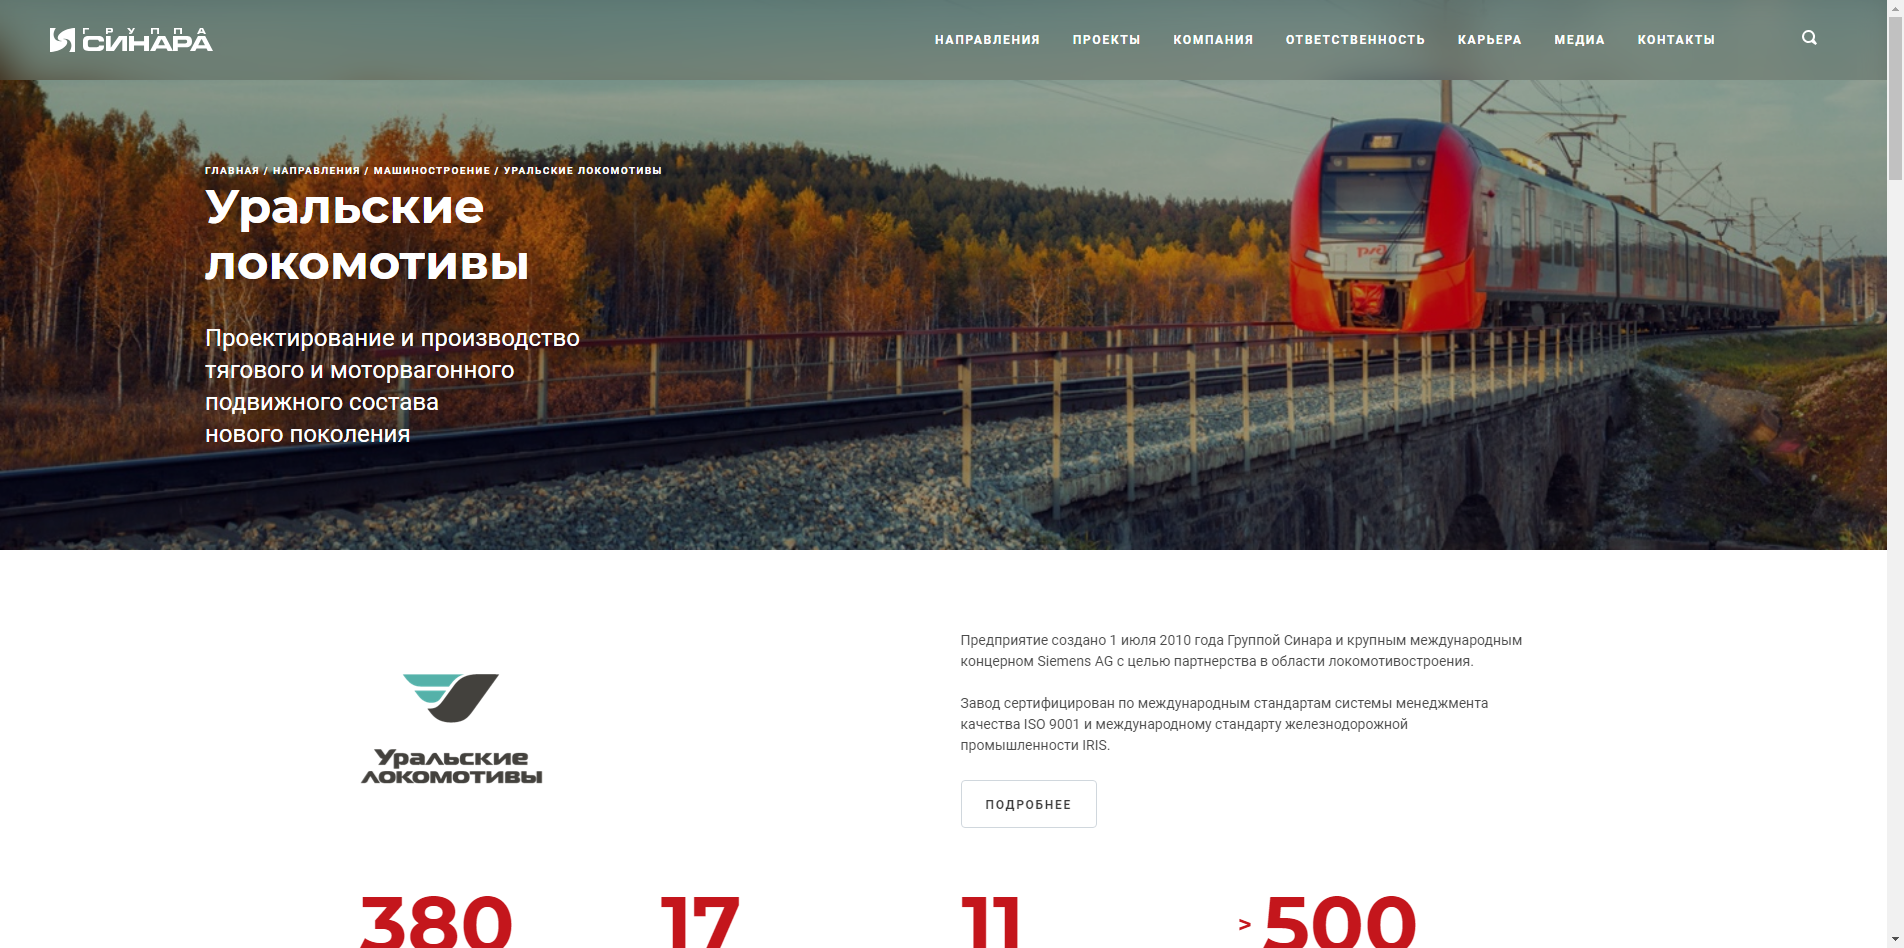 ГРУППА
СИНАРА
НАПРАВЛЕНИЯ ПРОЕКТЫ КОМПАНИЯ ОТВЕТСТВЕННОСТЬ КАРЬЕРА МЕДИА КОНТАКТЫ
ГЛАВНАЯ / НАПРАВЛЕНИЯ / МАШИНОСТРОЕНИЕ / УРАЛЬСКИЕ ЛОКОМОТИВЫ
Уральские
локомотивы
Проектирование и производство
тягового и моторвагонного
подвижного состава
нового поколения
РЖД
Предприятие создано 1 июля 2010 года Группой Синара и крупным международным
концерном Siemens AG с целью партнерства в области локомотивостроения.
Завод сертифицирован по международным стандартам системы менеджмента
качества ISO 9001 и международному стандарту железнодорожной
промышленности IRIS.
Уральские
локомотивы
ПОДРОБНЕЕ
380 17 11 > 500